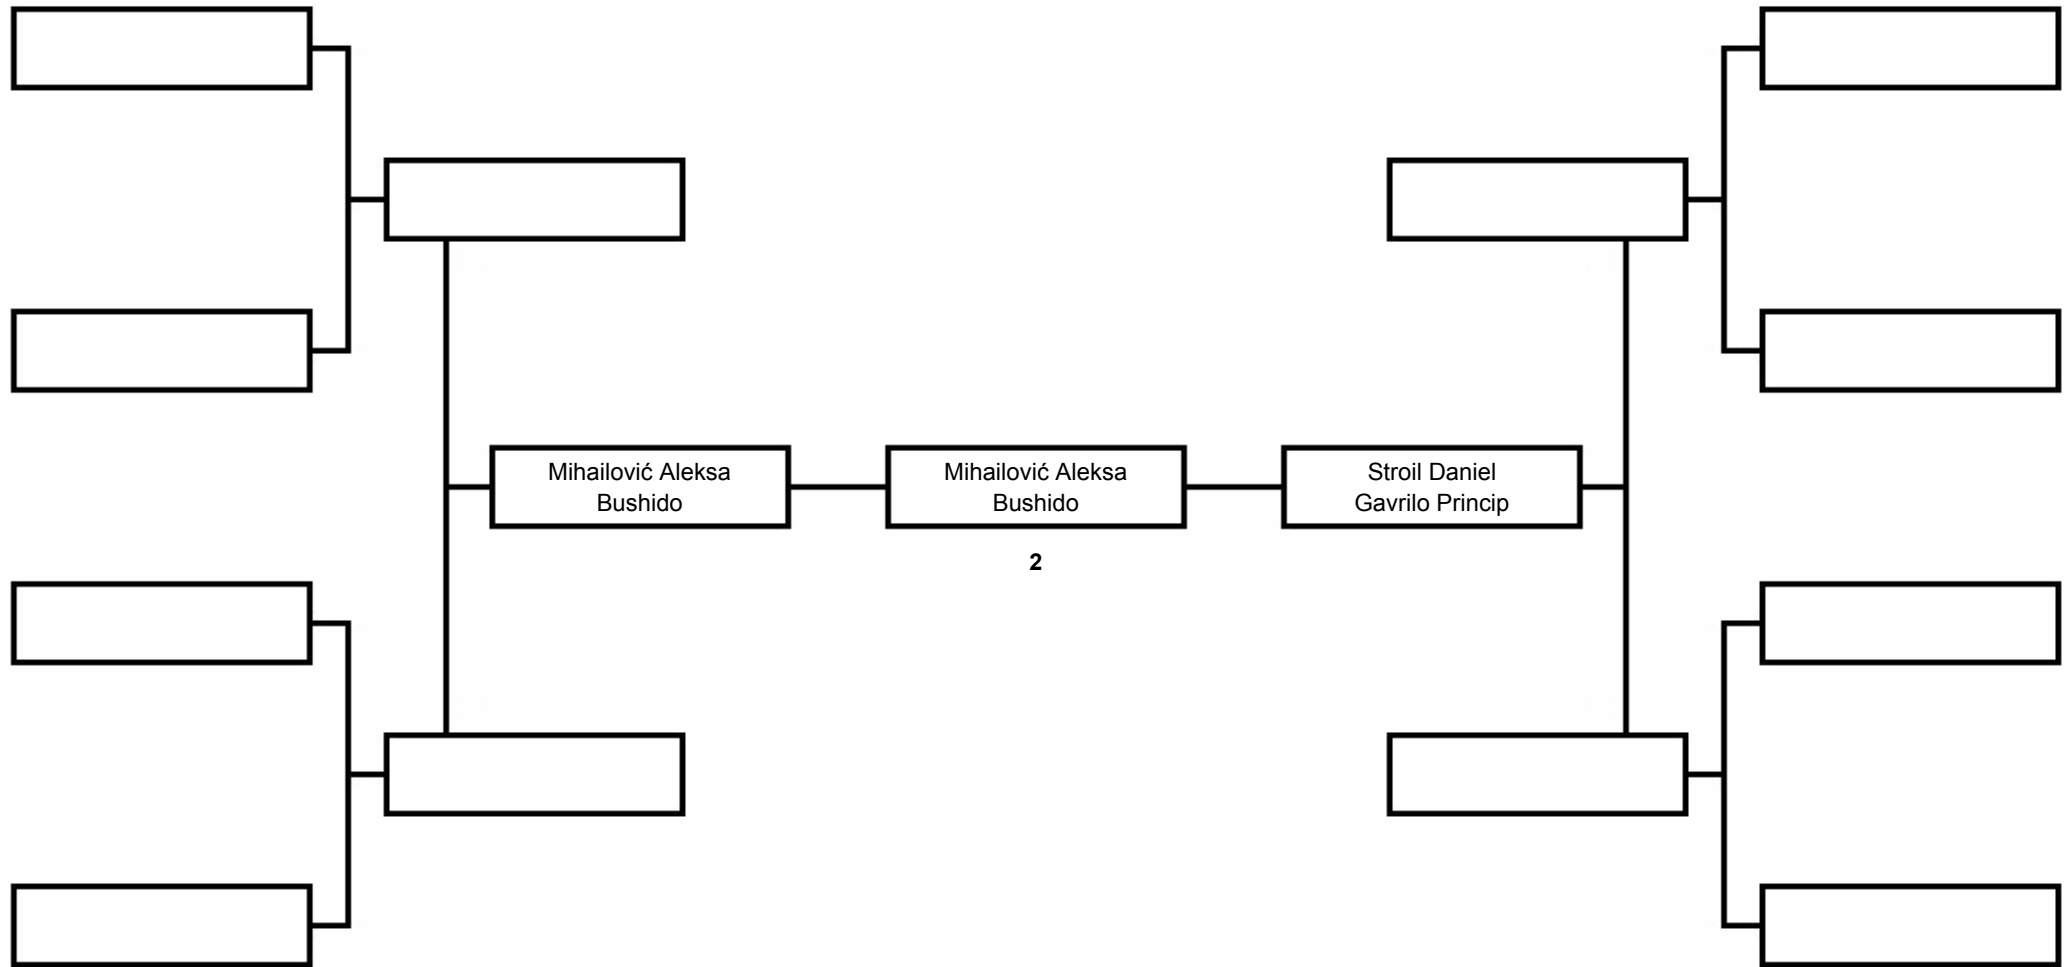 Mihailović Aleksa
Bushido
Mihailović Aleksa
Bushido
Stroil Daniel
Gavrilo Princip
2